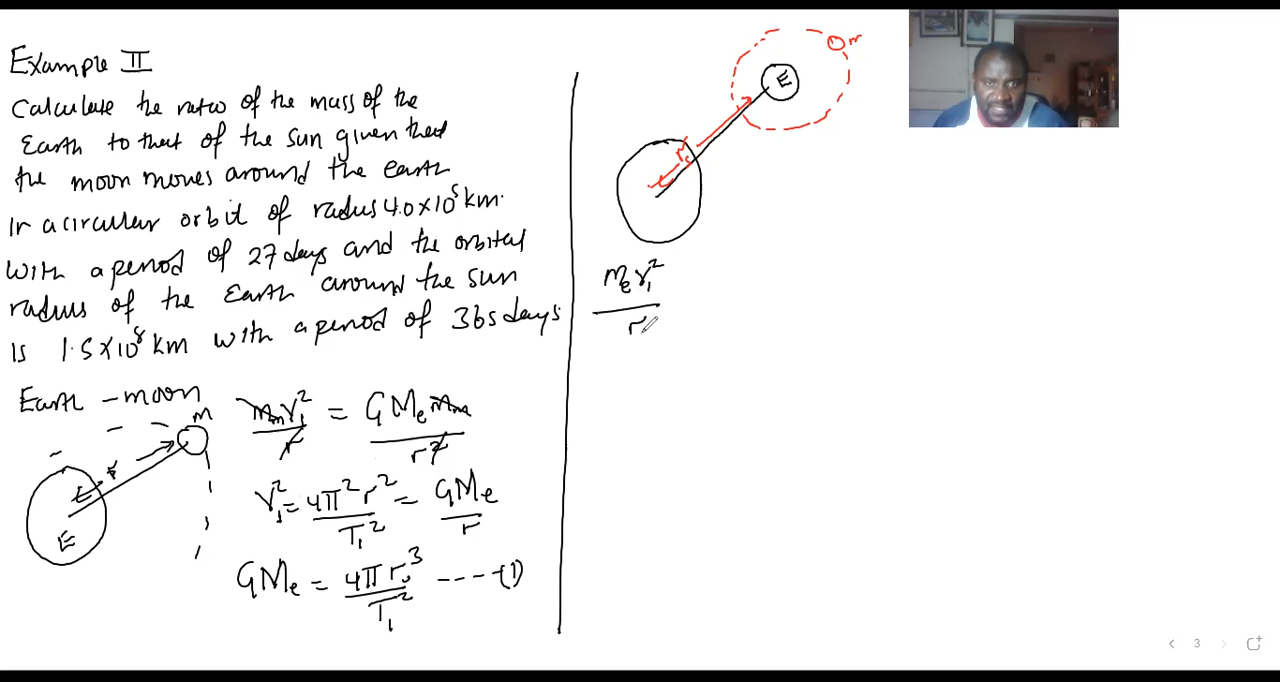 Example II
Calculate the ratio of the mass of the
Earth to that of the sun given that
the moon moves around the earth
in a circular orbit of radius 4.0×10⁵ km.
with a period of 27 days and the orbital
radius of the Earth around the sun
is 1.5×10⁸ km with a period of 365 days
Earth - moon
m
E
mₘv₁²/r = GMₑmₘ/r²
v₁² = 4π²r²/T₁² = GMₑ/r
GMₑ = 4πr³/T₁² ----(1)
m
E
mₑv₁²/r
3